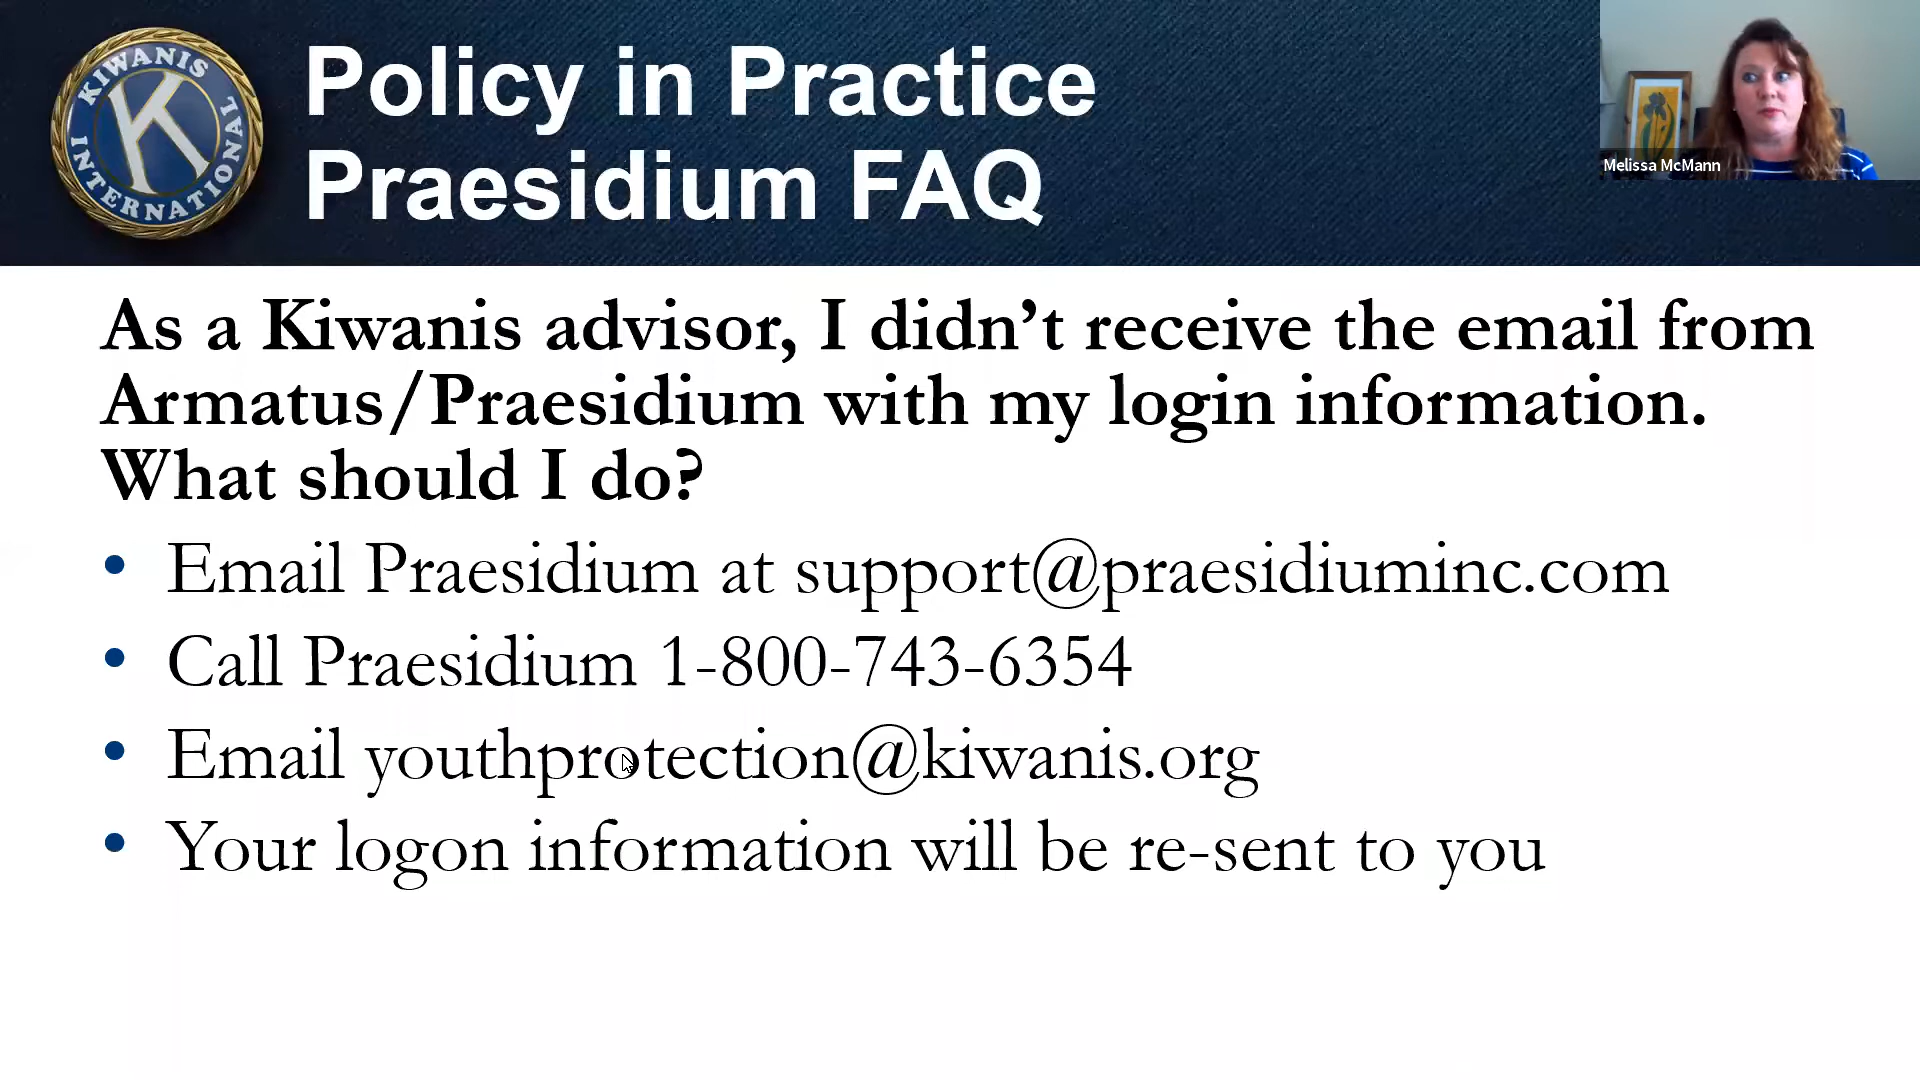 KIWANIS
K
INTERNATIONAL
Policy in Practice
Praesidium FAQ
Melissa McMann
As a Kiwanis advisor, I didn’t receive the email from
Armatus/Praesidium with my login information.
What should I do?
• Email Praesidium at support@praesidiuminc.com
• Call Praesidium 1-800-743-6354
• Email youthprotection@kiwanis.org
• Your logon information will be re-sent to you